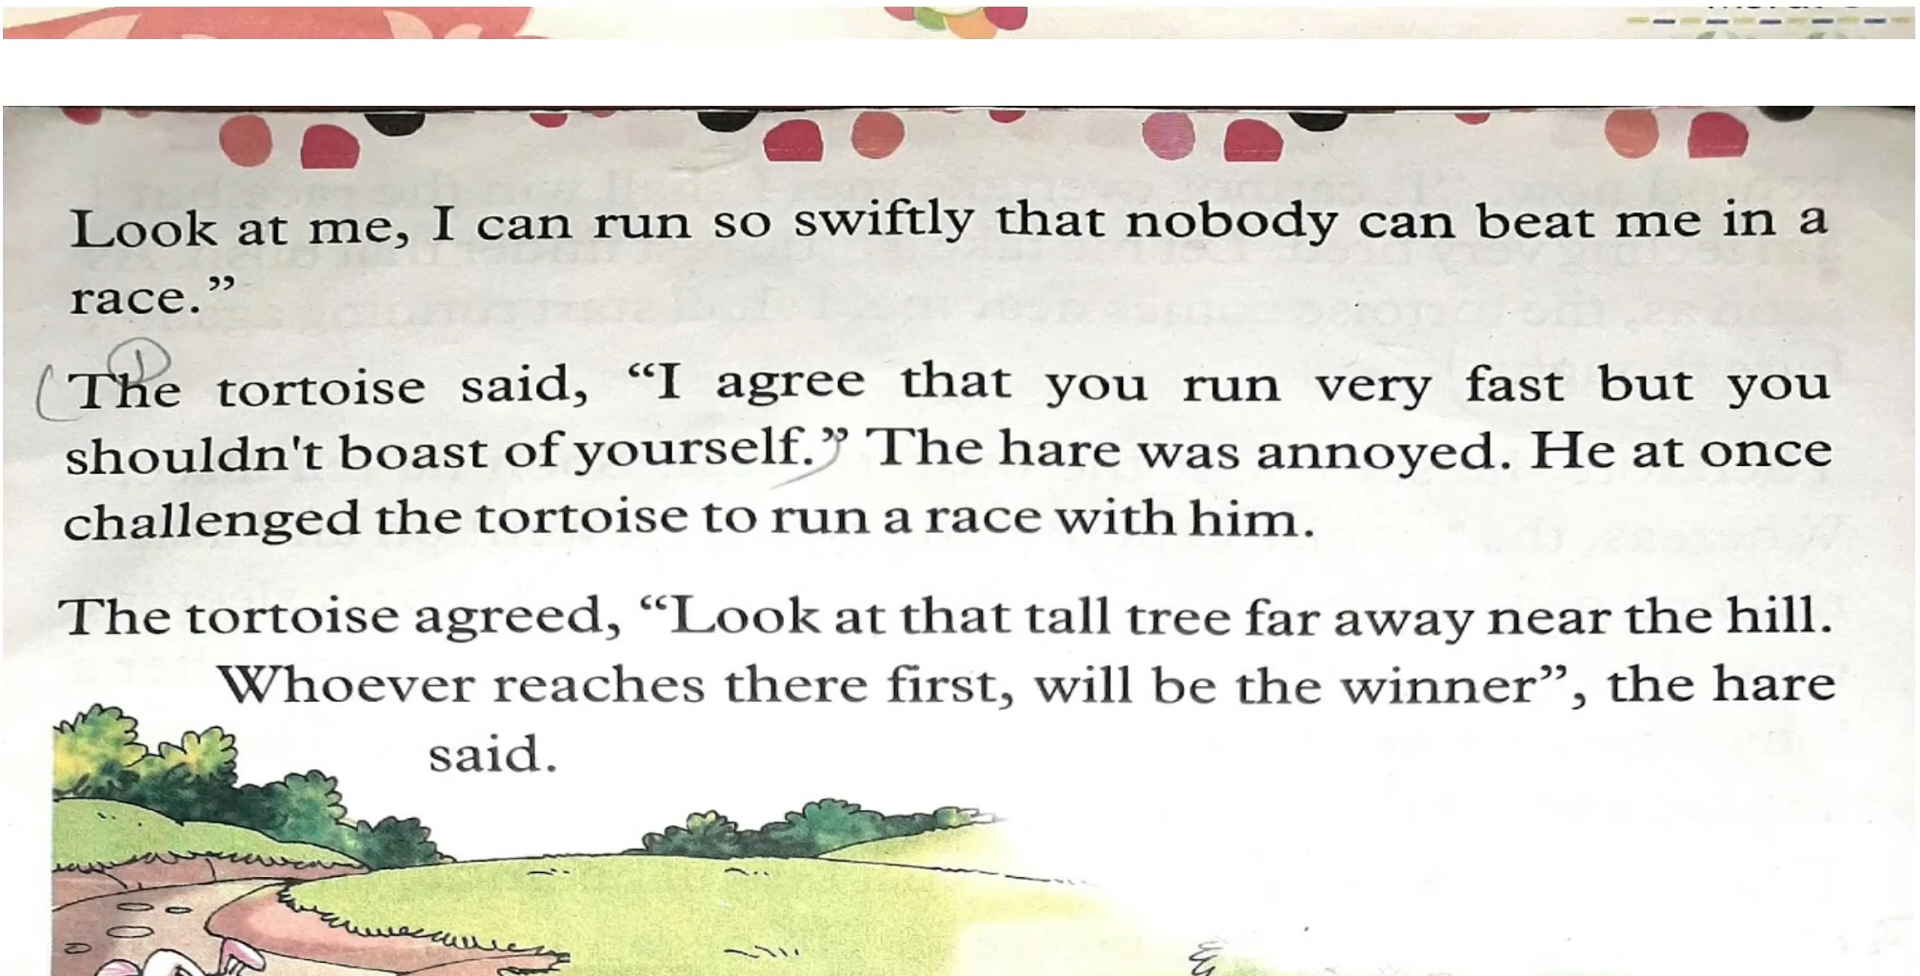 Look at me, I can run so swiftly that nobody can beat me in a
race.”
The tortoise said, “I agree that you run very fast but you
shouldn't boast of yourself.” The hare was annoyed. He at once
challenged the tortoise to run a race with him.
The tortoise agreed, “Look at that tall tree far away near the hill.
Whoever reaches there first, will be the winner”, the hare
said.